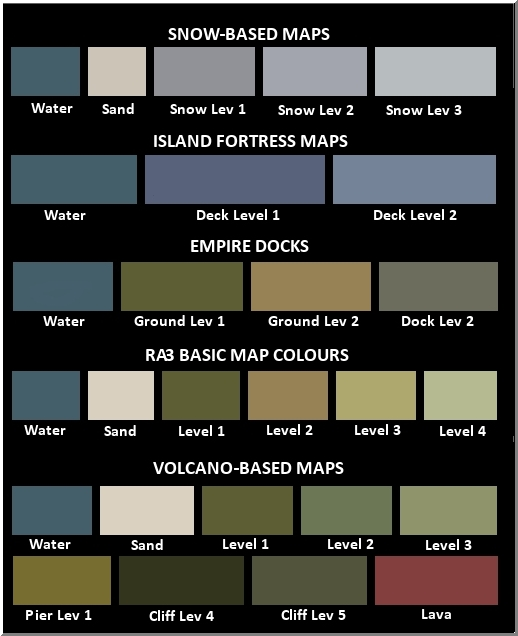 SNOW-BASED MAPS
Water Sand Snow Lev 1 Snow Lev 2 Snow Lev 3
ISLAND FORTRESS MAPS
Water Deck Level 1 Deck Level 2
EMPIRE DOCKS
Water Ground Lev 1 Ground Lev 2 Dock Lev 2
RA3 BASIC MAP COLOURS
Water Sand Level 1 Level 2 Level 3 Level 4
VOLCANO-BASED MAPS
Water Sand Level 1 Level 2 Level 3
Pier Lev 1 Cliff Lev 4 Cliff Lev 5 Lava